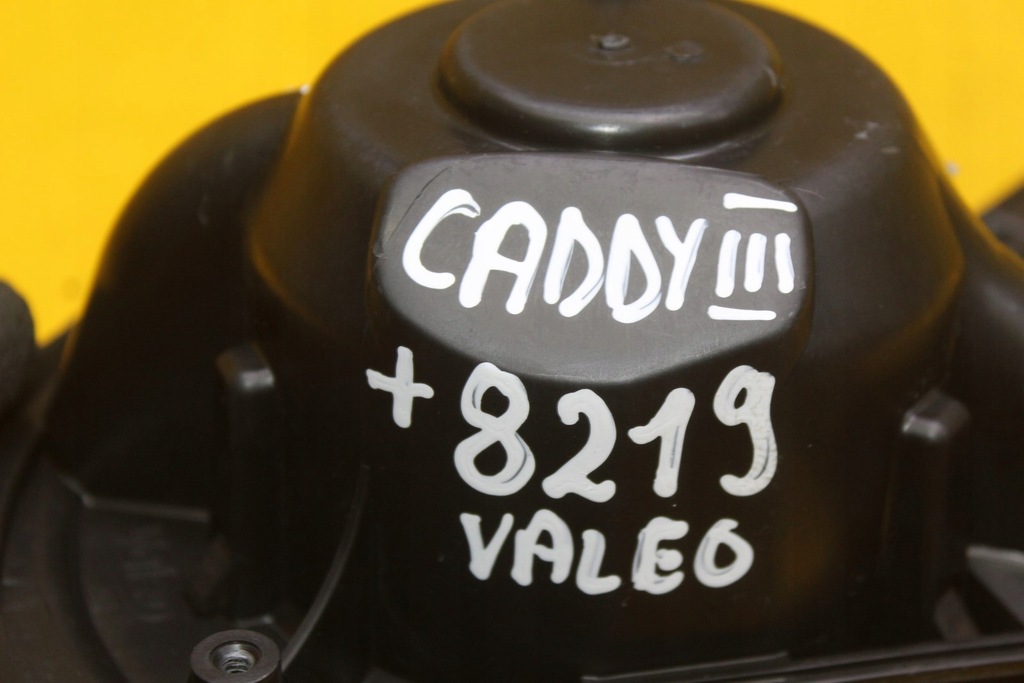 CADDY III
+8219
VALEO